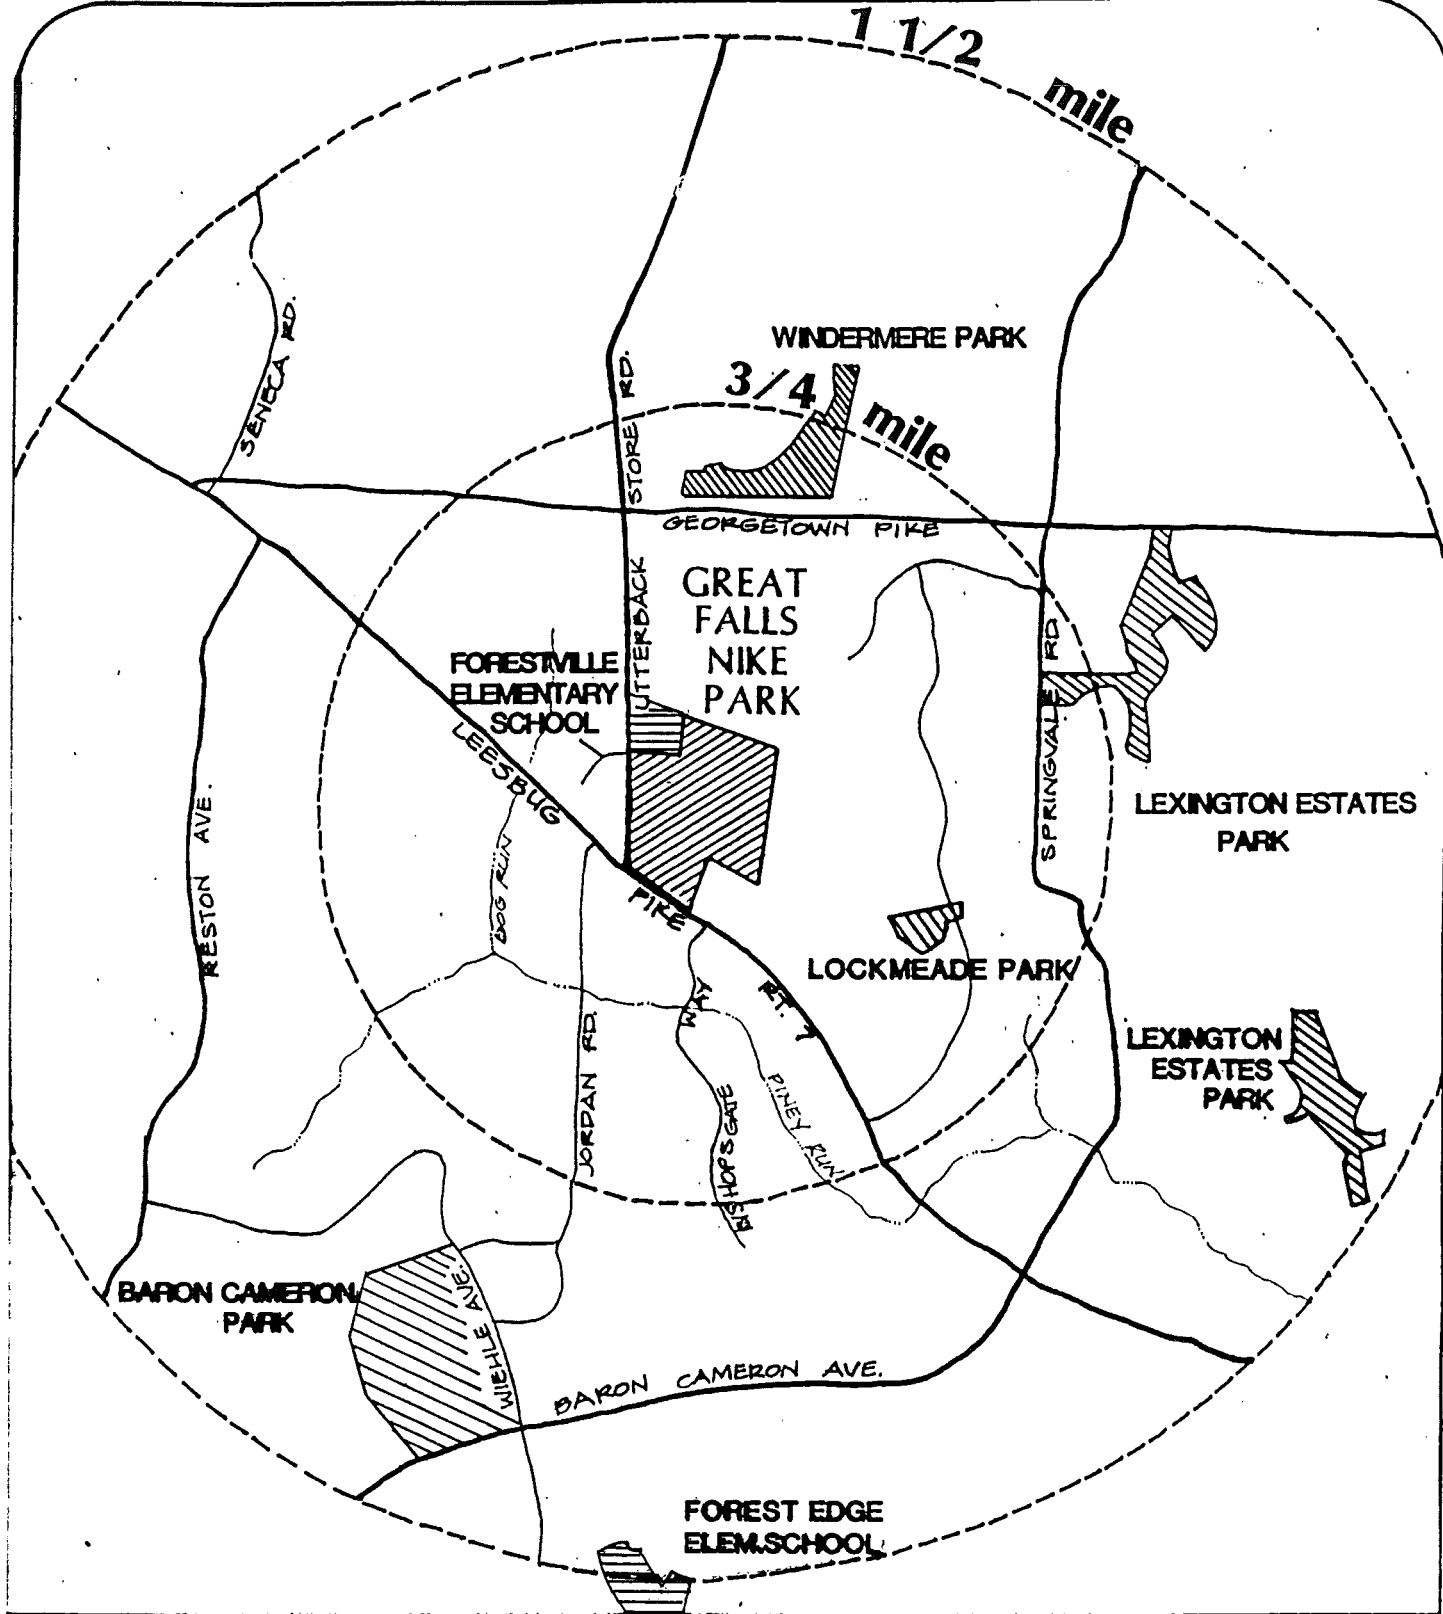 1 1/2 mile
SENECA RD.
WINDERMERE PARK
3/4 mile
UTTERBACK STORE RD.
GEORGETOWN PIKE
GREAT
FALLS
NIKE
PARK
FORESTVILLE
ELEMENTARY
SCHOOL
LEESBUG PIKE
RT. 7
SPRINGVALE RD
LEXINGTON ESTATES
PARK
RESTON AVE.
DOG RUN
LOCKMEADE PARK
LEXINGTON
ESTATES
PARK
JORDAN RD.
BISHOPSGATE WAY
PINEY RUN
BARON CAMERON
PARK
WIEHLE AVE.
BARON CAMERON AVE.
FOREST EDGE
ELEM.SCHOOL